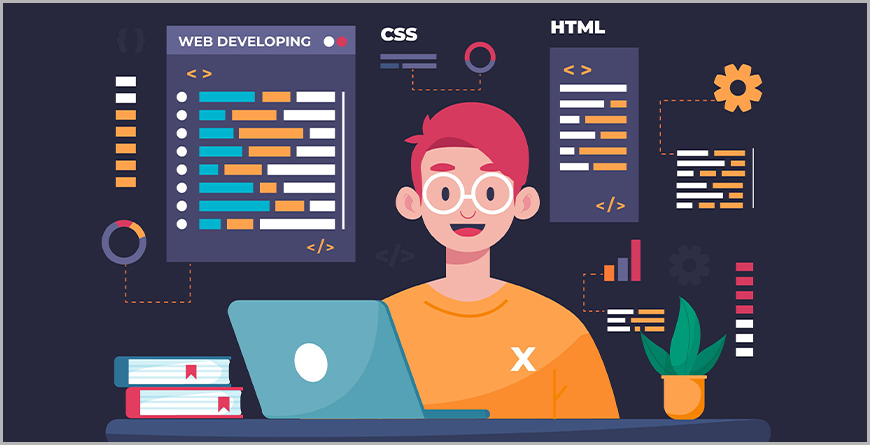 WEB DEVELOPING
CSS
HTML
{ }
< >
< >
</>
</>
</>
X